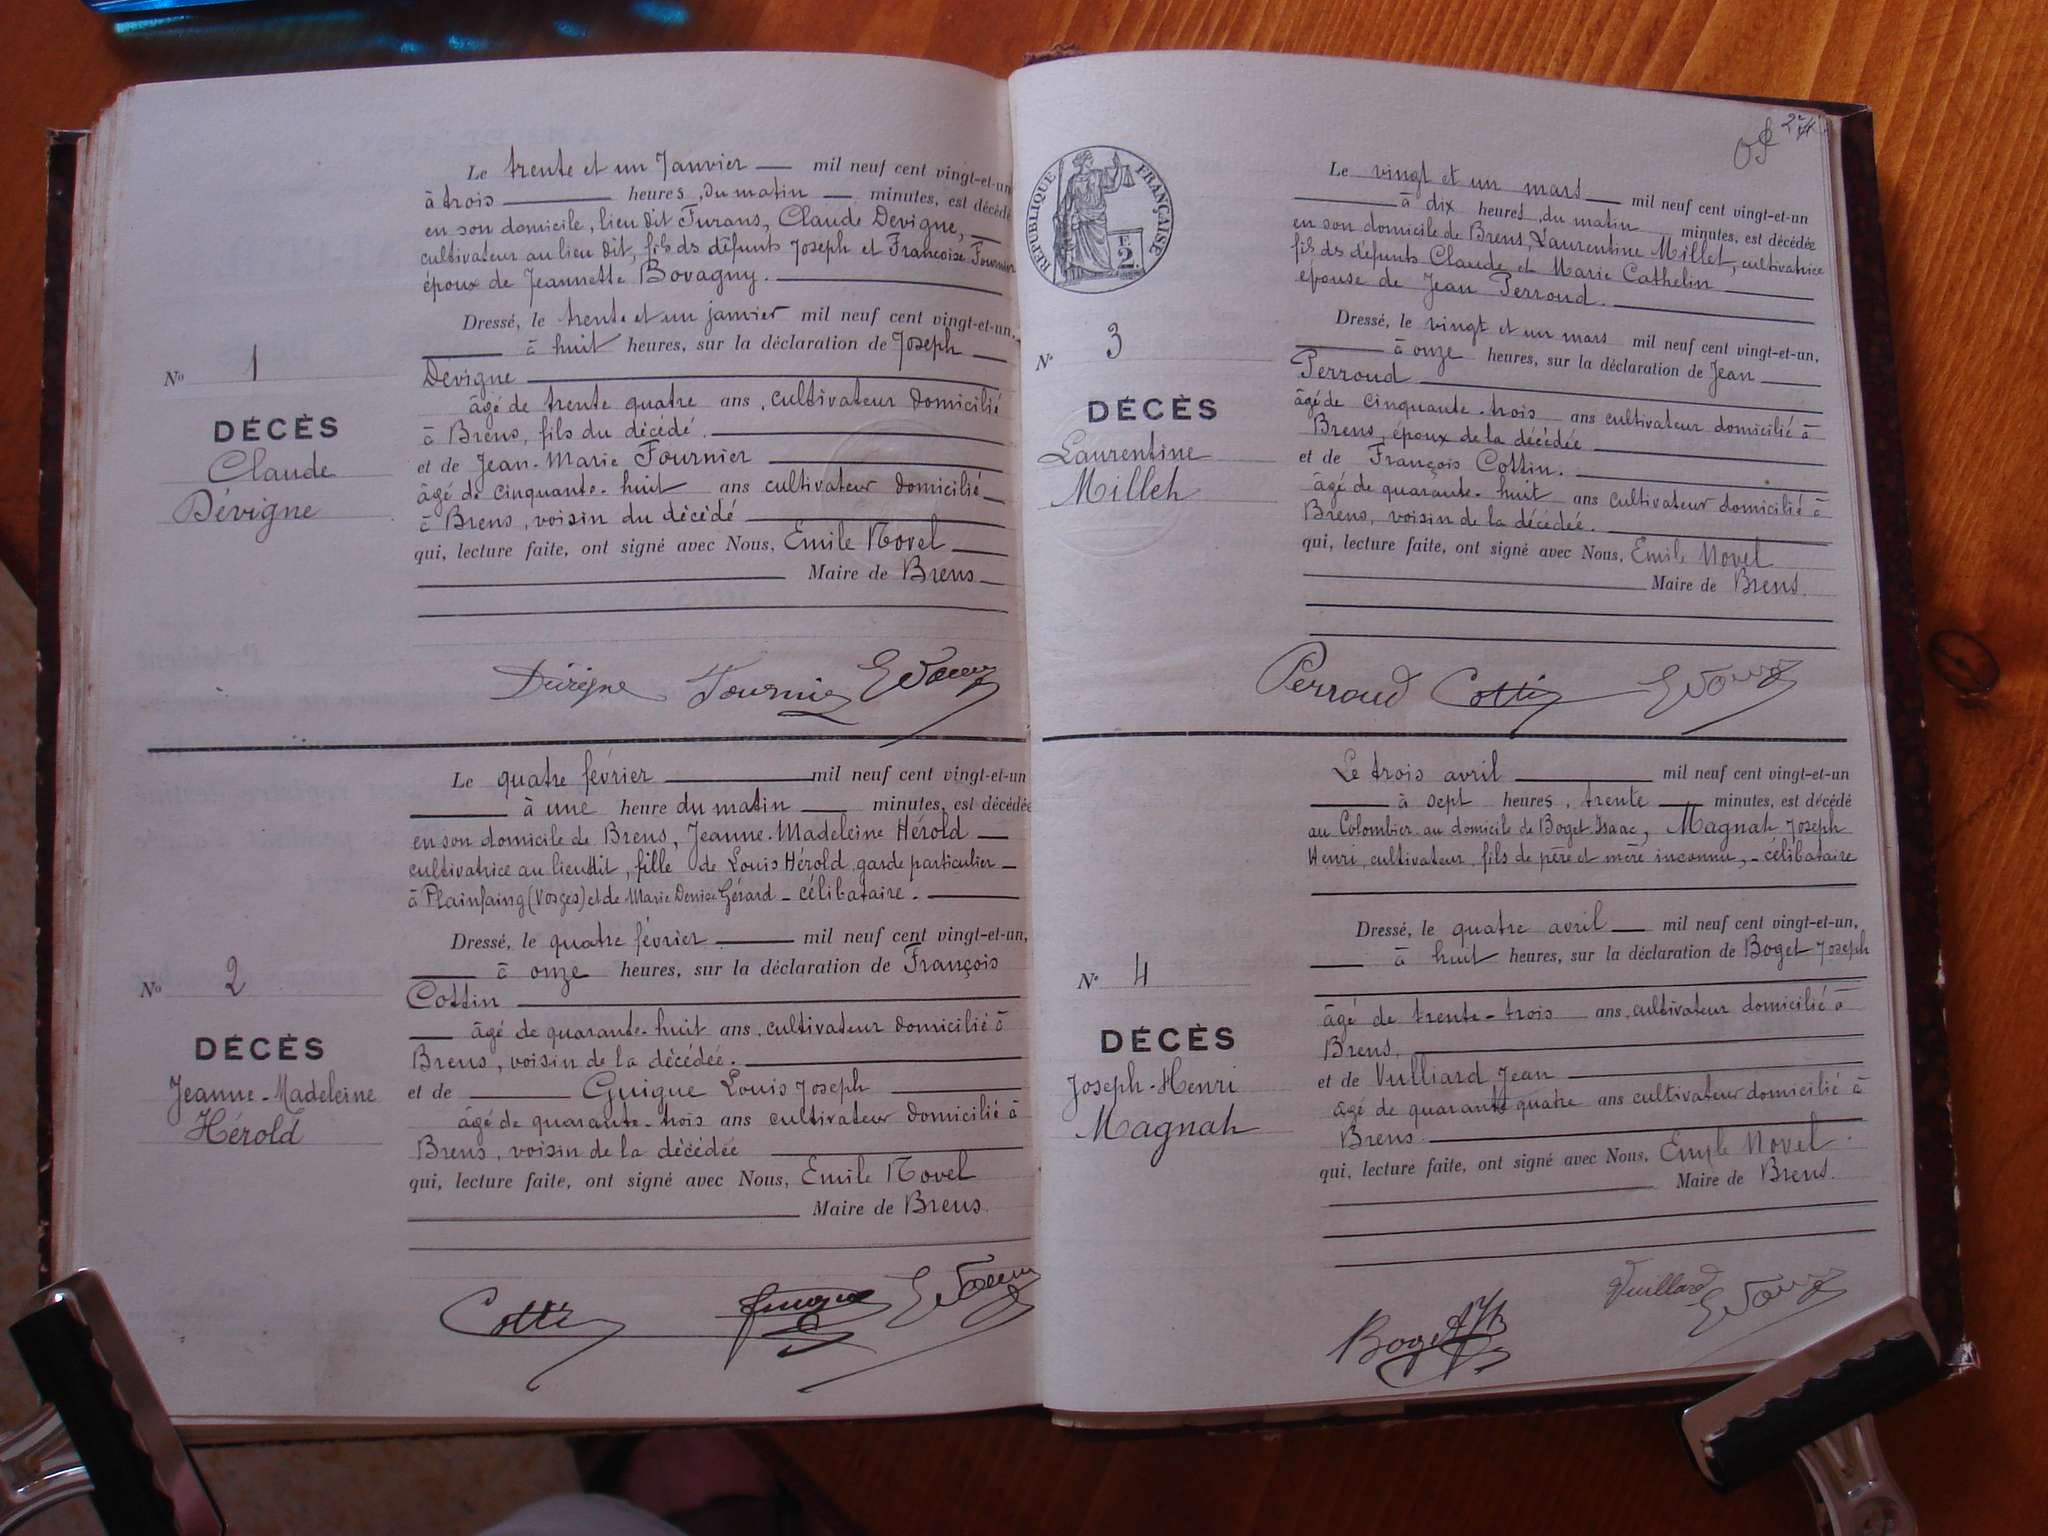 Le trente et un Janvier mil neuf cent vingt-et-un
à trois heures, du matin minutes, est décédé
en son domicile, lieu dit Furans, Claude Devigne,
cultivateur au lieu dit, fils ds défunts Joseph et Francoise Fournier
époux de Jeannette Bovagny.
Dressé, le trente et un janvier mil neuf cent vingt-et-un,
à huit heures, sur la déclaration de Joseph
Dévigne
âgé de trente quatre ans, cultivateur domicilié
à Brens, fils du décédé.
et de Jean-Marie Fournier
âgé de cinquante-huit ans cultivateur domicilié
à Brens, voisin du décédé
qui, lecture faite, ont signé avec Nous, Emile Novel
Maire de Brens
No 1
DÉCÈS
Claude
Dévigne
Dévigne Fournier
Le quatre février mil neuf cent vingt-et-un
à une heure du matin minutes, est décédée
en son domicile de Brens, Jeanne-Madeleine Hérold
cultivatrice au lieu dit, fille de Louis Hérold garde particulier
à Plainfaing (Vosges) et de Marie Denise Gérard - célibataire.
Dressé, le quatre février mil neuf cent vingt-et-un,
à onze heures, sur la déclaration de François
Cottin
âgé de quarante-huit ans, cultivateur domicilié à
Brens, voisin de la décédée.
et de Guigue Louis Joseph
âgé de quarante-trois ans cultivateur domicilié à
Brens, voisin de la décédée
qui, lecture faite, ont signé avec Nous, Emile Novel
Maire de Brens.
No 2
DÉCÈS
Jeanne-Madeleine
Hérold
Cottin
RÉPUBLIQUE FRANÇAISE
F.
2.
Le vingt et un mars mil neuf cent vingt-et-un
à dix heures, du matin minutes, est décédée
en son domicile de Brens, Laurentine Millet, cultivatrice
fils ds défunts Claude et Marie Cathelin
épouse de Jean Perroud.
Dressé, le vingt et un mars mil neuf cent vingt-et-un,
à onze heures, sur la déclaration de Jean
Perroud
âgé de cinquante-trois ans cultivateur domicilié à
Brens, époux de la décédée
et de François Cottin.
âgé de quarante-huit ans cultivateur domicilié à
Brens, voisin de la décédée.
qui, lecture faite, ont signé avec Nous, Emile Novel
Maire de Brens.
No 3
DÉCÈS
Laurentine
Millet
Perroud Cottin
Le trois avril mil neuf cent vingt-et-un
à sept heures, trente minutes, est décédé
au Colombier au domicile de Boget Isaac, Magnat Joseph
Henri, cultivateur, fils de père et mère inconnu, - célibataire
Dressé, le quatre avril mil neuf cent vingt-et-un,
à huit heures, sur la déclaration de Boget Joseph
âgé de trente-trois ans, cultivateur domicilié à
Brens,
et de Vulliard Jean
âgé de quarante quatre ans cultivateur domicilié à
Brens.
qui, lecture faite, ont signé avec Nous, Emile Novel.
Maire de Brens.
No 4
DÉCÈS
Joseph-Henri
Magnat
Boget Vuillard